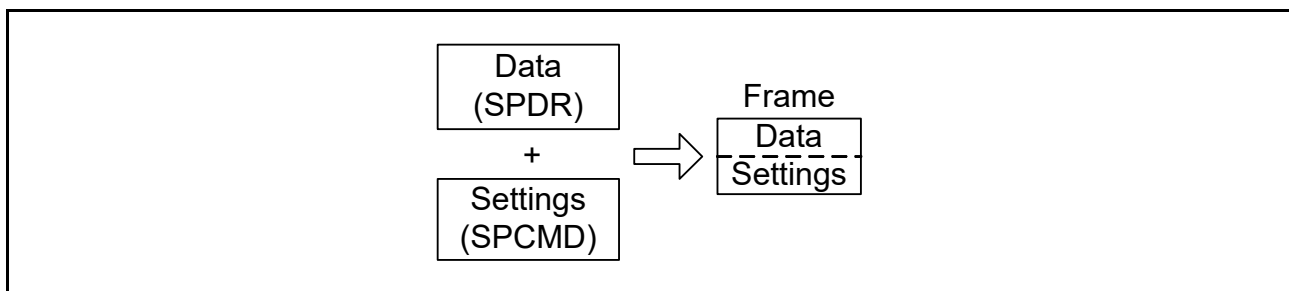 Data
(SPDR)
+
Settings
(SPCMD)
Frame
Data
Settings